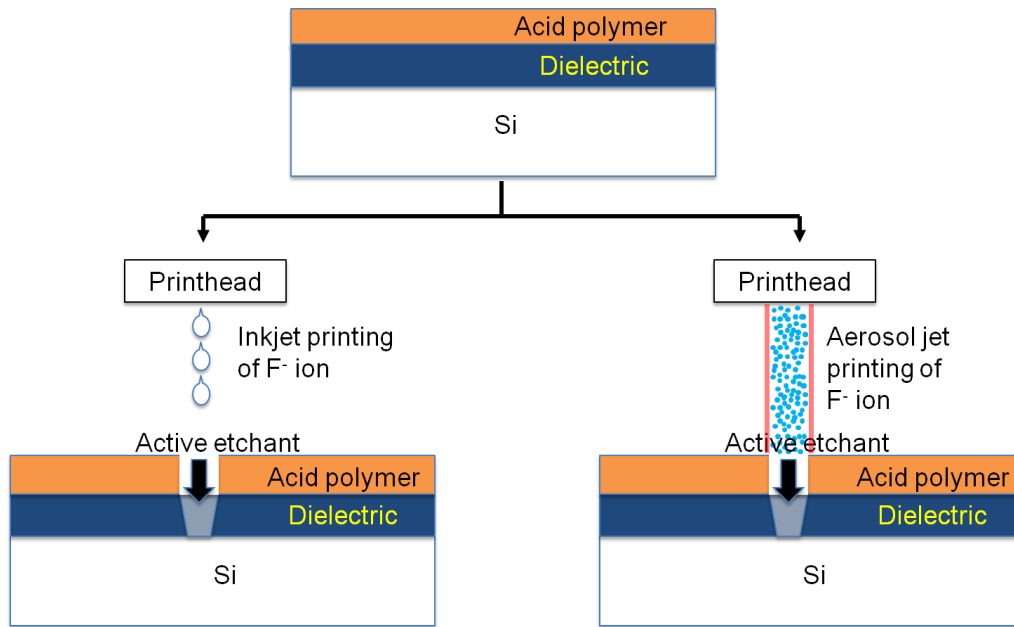 Acid polymer
Dielectric
Si
Printhead
Inkjet printing
of F- ion
Active etchant
Acid polymer
Dielectric
Si
Printhead
Aerosol jet
printing of
F- ion
Active etchant
Acid polymer
Dielectric
Si